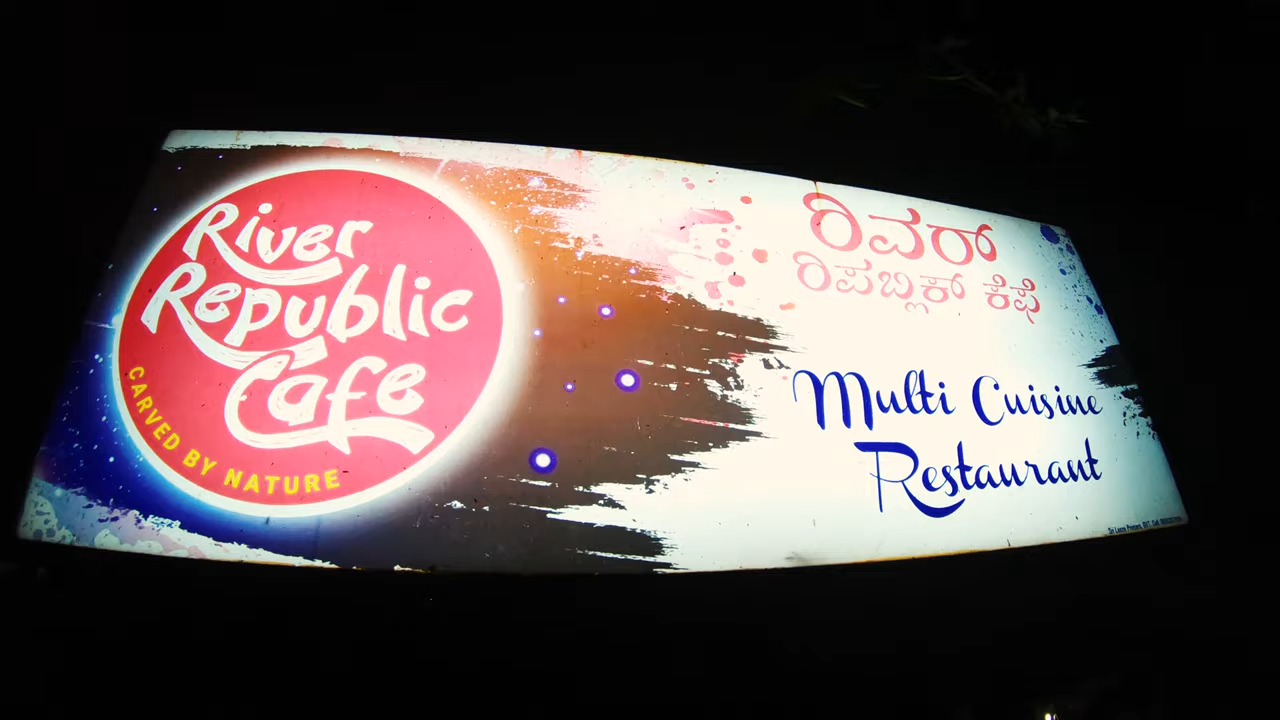 River
Republic
Cafe
CARVED BY NATURE
ರಿವರ್
ರಿಪಬ್ಲಿಕ್ ಕೆಫೆ
Multi Cuisine
Restaurant